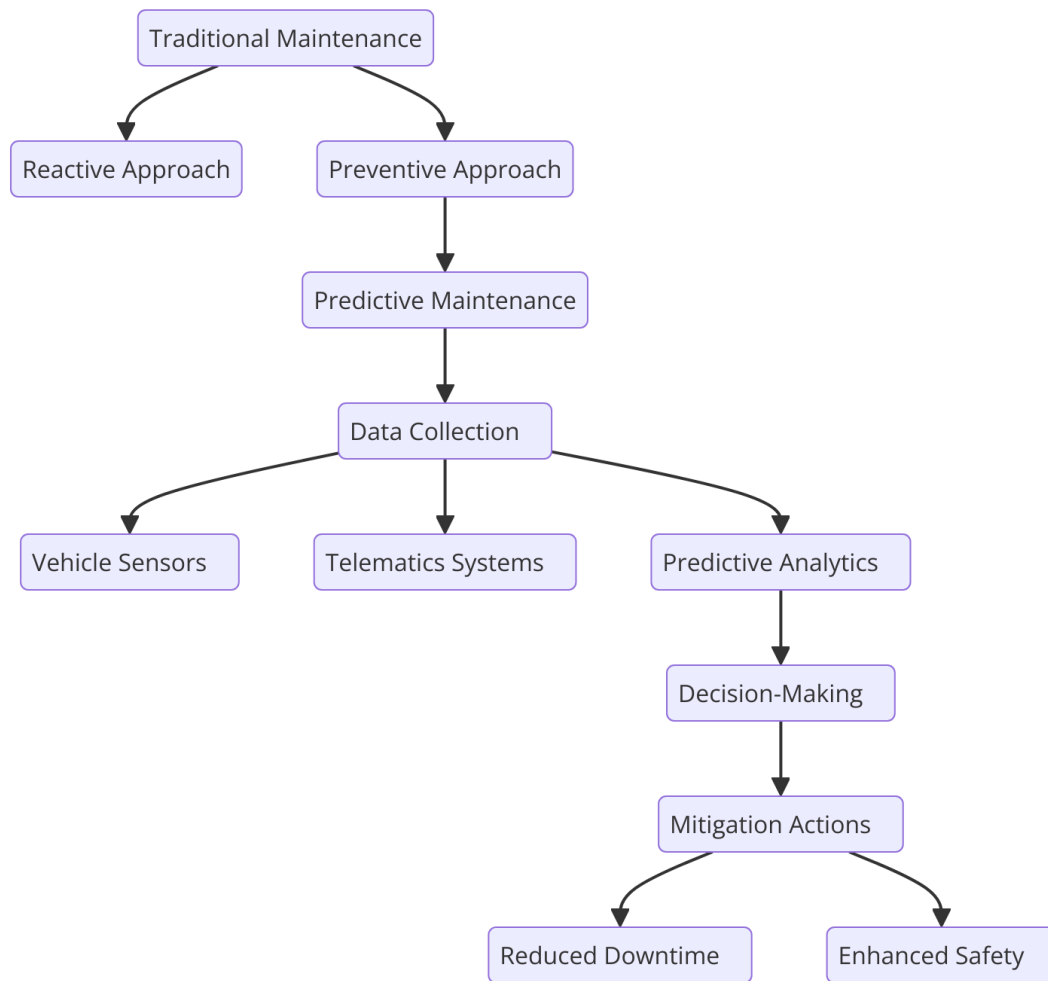 Traditional Maintenance
Reactive Approach
Preventive Approach
Predictive Maintenance
Data Collection
Vehicle Sensors
Telematics Systems
Predictive Analytics
Decision-Making
Mitigation Actions
Reduced Downtime
Enhanced Safety